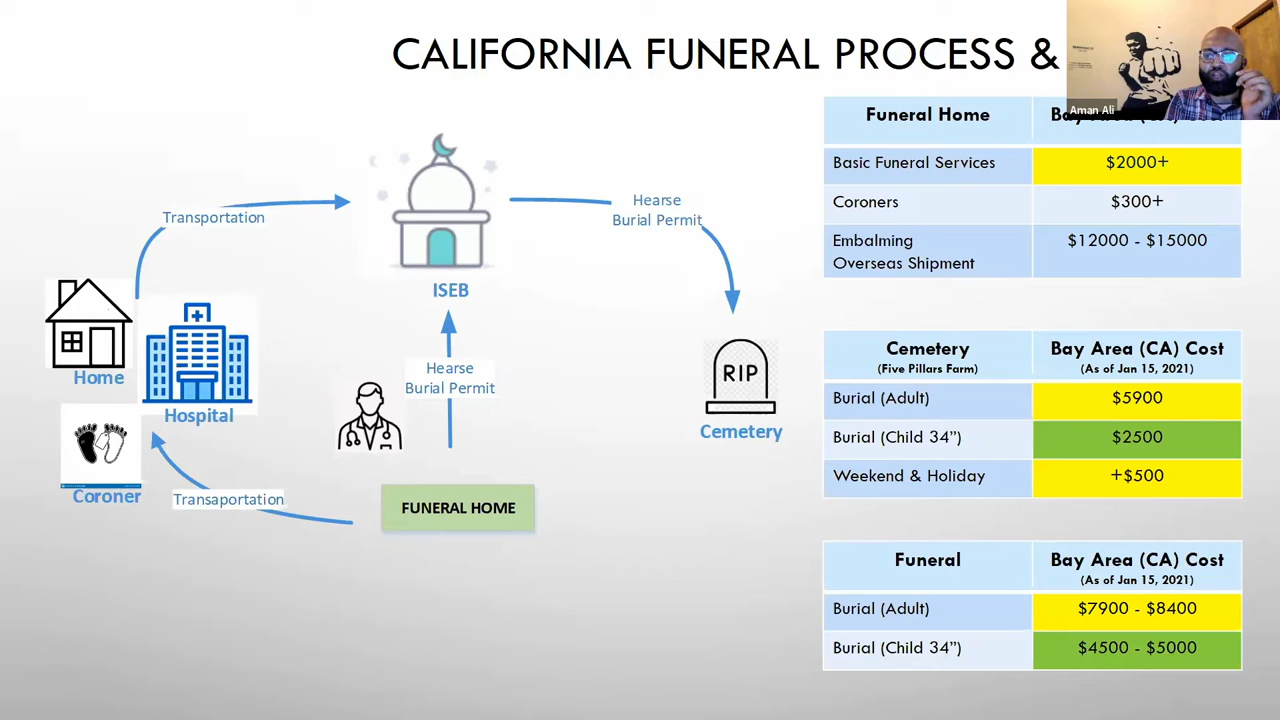 CALIFORNIA FUNERAL PROCESS &
Aman Ali
Transportation
Hearse
Burial Permit
ISEB
Home
Hospital
Hearse
Burial Permit
RIP
Cemetery
Coroner
Transaportation
FUNERAL HOME
Funeral Home
Basic Funeral Services $2000+
Coroners $300+
Embalming $12000 - $15000
Overseas Shipment
Cemetery Bay Area (CA) Cost
(Five Pillars Farm) (As of Jan 15, 2021)
Burial (Adult) $5900
Burial (Child 34”) $2500
Weekend & Holiday +$500
Funeral Bay Area (CA) Cost
(As of Jan 15, 2021)
Burial (Adult) $7900 - $8400
Burial (Child 34”) $4500 - $5000